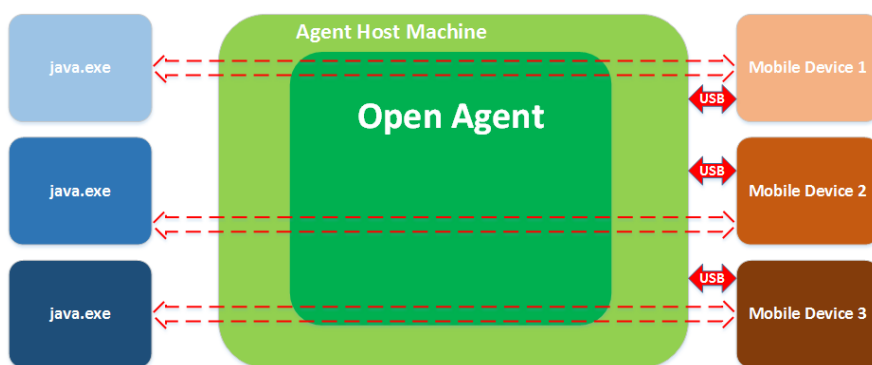 Agent Host Machine
java.exe
Mobile Device 1
USB
Open Agent
java.exe
USB
Mobile Device 2
java.exe
USB
Mobile Device 3